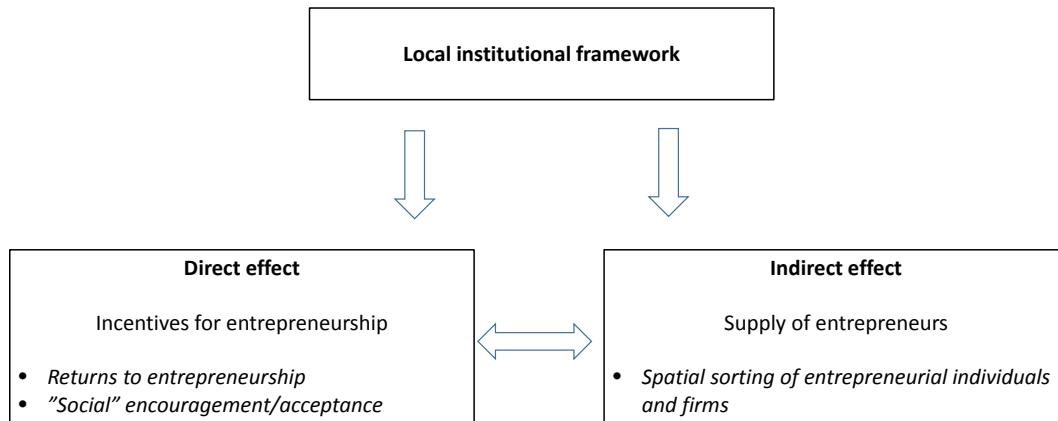 Local institutional framework
Direct effect
Incentives for entrepreneurship
• Returns to entrepreneurship
• ”Social” encouragement/acceptance
Indirect effect
Supply of entrepreneurs
• Spatial sorting of entrepreneurial individuals
and firms